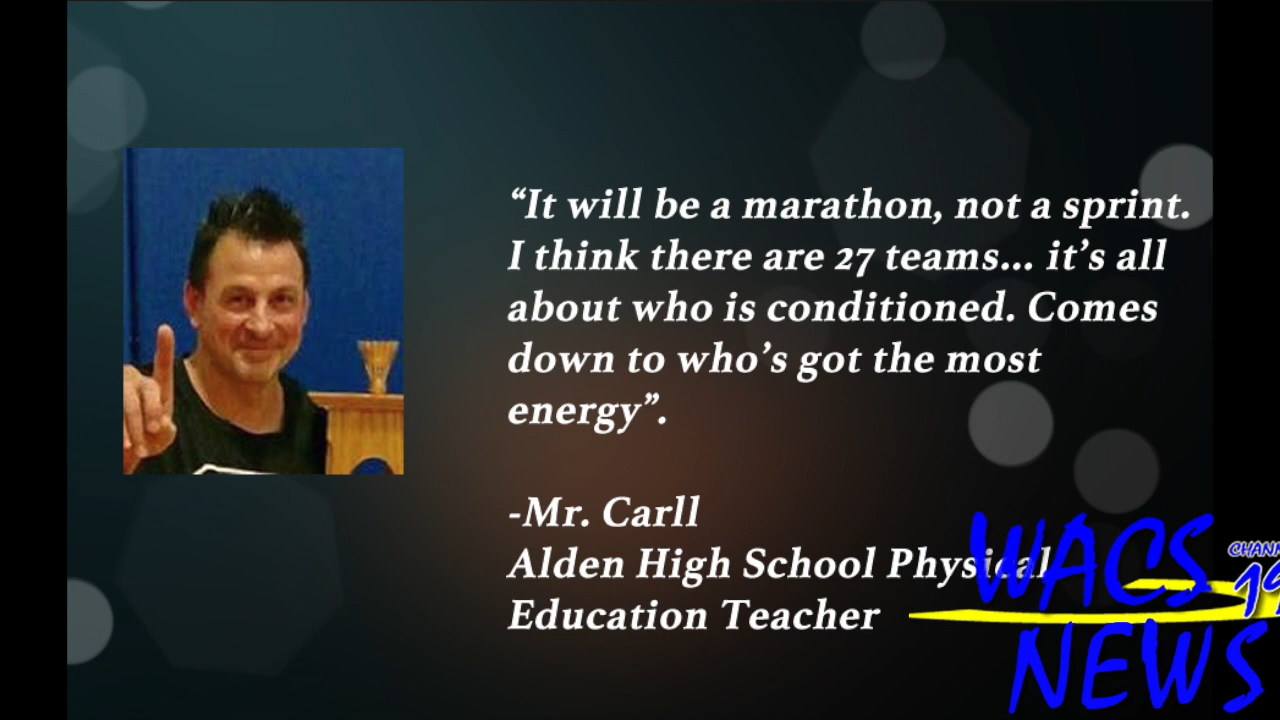 “It will be a marathon, not a sprint.
I think there are 27 teams... it’s all
about who is conditioned. Comes
down to who’s got the most
energy”.
-Mr. Carll
Alden High School Physical
Education Teacher
WACS
19
NEWS